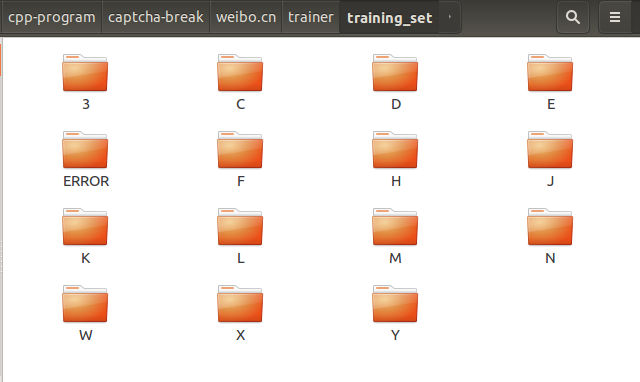 cpp-program captcha-break weibo.cn trainer training_set
3 C D E
ERROR F H J
K L M N
W X Y